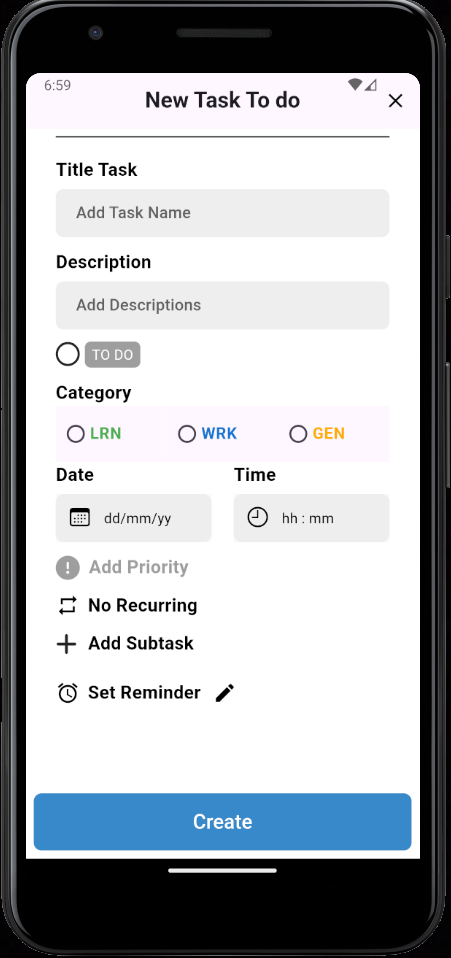 6:59
New Task To do
Title Task
Add Task Name
Description
Add Descriptions
TO DO
Category
LRN WRK GEN
Date Time
dd/mm/yy hh : mm
Add Priority
No Recurring
Add Subtask
Set Reminder
Create